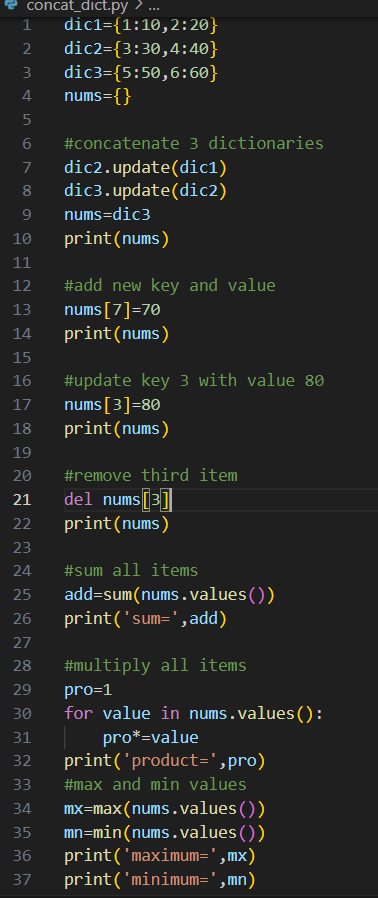 concat_dict.py > ...
1 dic1={1:10,2:20}
2 dic2={3:30,4:40}
3 dic3={5:50,6:60}
4 nums={}
5
6 #concatenate 3 dictionaries
7 dic2.update(dic1)
8 dic3.update(dic2)
9 nums=dic3
10 print(nums)
11
12 #add new key and value
13 nums[7]=70
14 print(nums)
15
16 #update key 3 with value 80
17 nums[3]=80
18 print(nums)
19
20 #remove third item
21 del nums[3]
22 print(nums)
23
24 #sum all items
25 add=sum(nums.values())
26 print('sum=',add)
27
28 #multiply all items
29 pro=1
30 for value in nums.values():
31     pro*=value
32 print('product=',pro)
33 #max and min values
34 mx=max(nums.values())
35 mn=min(nums.values())
36 print('maximum=',mx)
37 print('minimum=',mn)